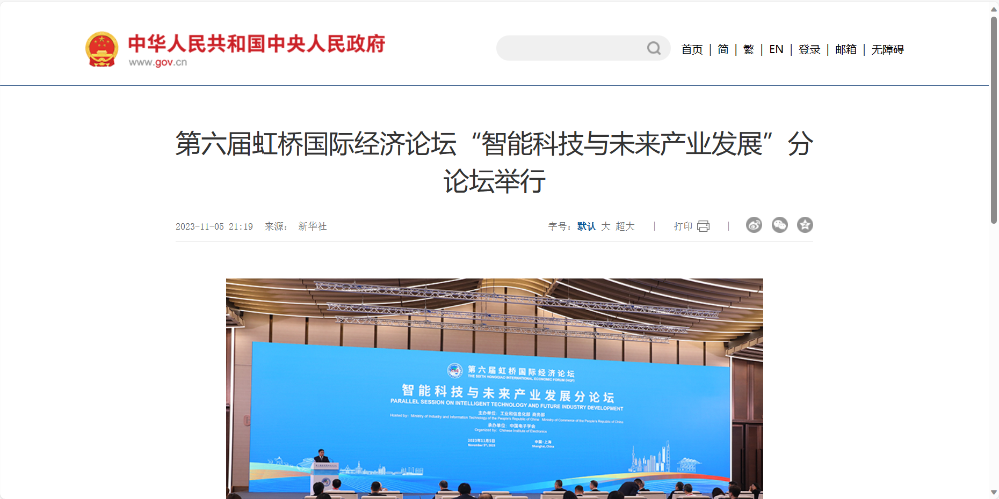 中华人民共和国中央人民政府
www.gov.cn
首页 | 简 | 繁 | EN | 登录 | 邮箱 | 无障碍
第六届虹桥国际经济论坛“智能科技与未来产业发展”分
论坛举行
2023-11-05 21:19 来源： 新华社
字号：默认 大 超大 | 打印 |
第六届虹桥国际经济论坛
THE SIXTH HONGQIAO INTERNATIONAL ECONOMIC FORUM (HQF)
智能科技与未来产业发展分论坛
PARALLEL SESSION ON INTELLIGENT TECHNOLOGY AND FUTURE INDUSTRY DEVELOPMENT
主办单位：工业和信息化部 商务部
Hosted by: Ministry of Industry and Information Technology of the People's Republic of China Ministry of Commerce of the People's Republic of China
承办单位：中国电子学会
Organized by: Chinese Institute of Electronics
2023年11月5日 中国·上海
November 5th, 2023 Shanghai, China